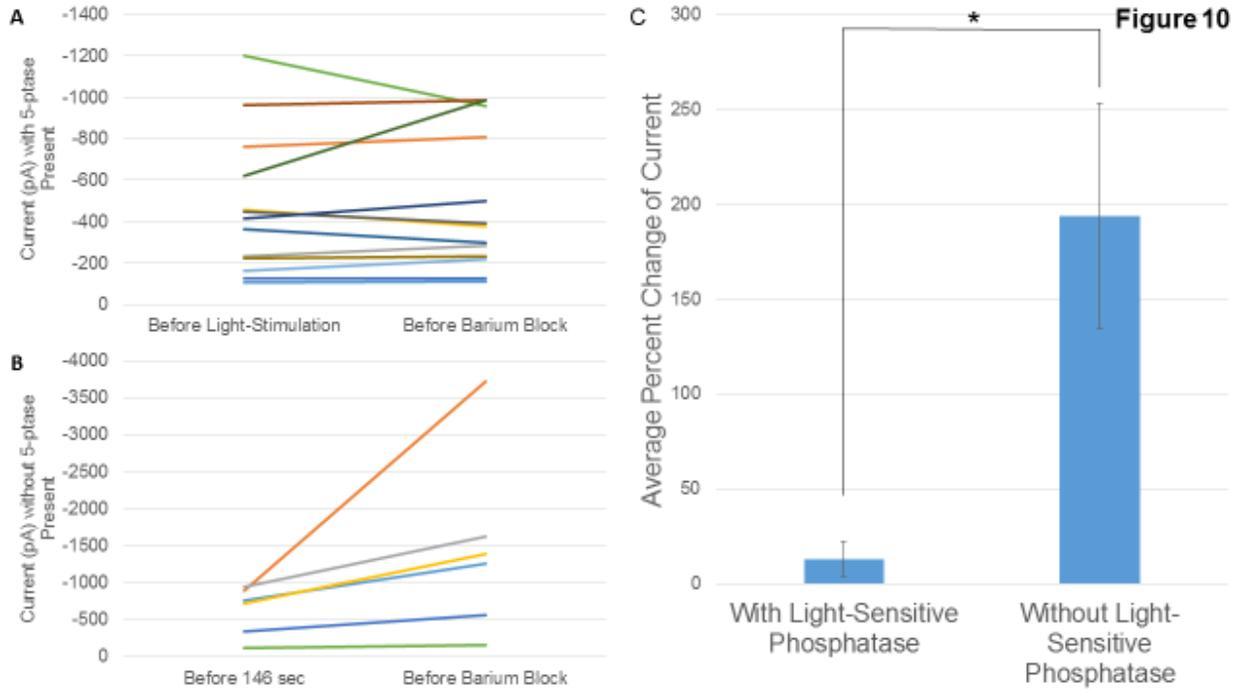 A
Current (pA) with 5-ptase
Present
-1400
-1200
-1000
-800
-600
-400
-200
0
Before Light-Stimulation
Before Barium Block
B
Current (pA) without 5-ptase
Present
-4000
-3500
-3000
-2500
-2000
-1500
-1000
-500
0
Before 146 sec
Before Barium Block
C
Figure 10
*
Average Percent Change of Current
300
250
200
150
100
50
0
With Light-Sensitive
Phosphatase
Without Light-
Sensitive
Phosphatase